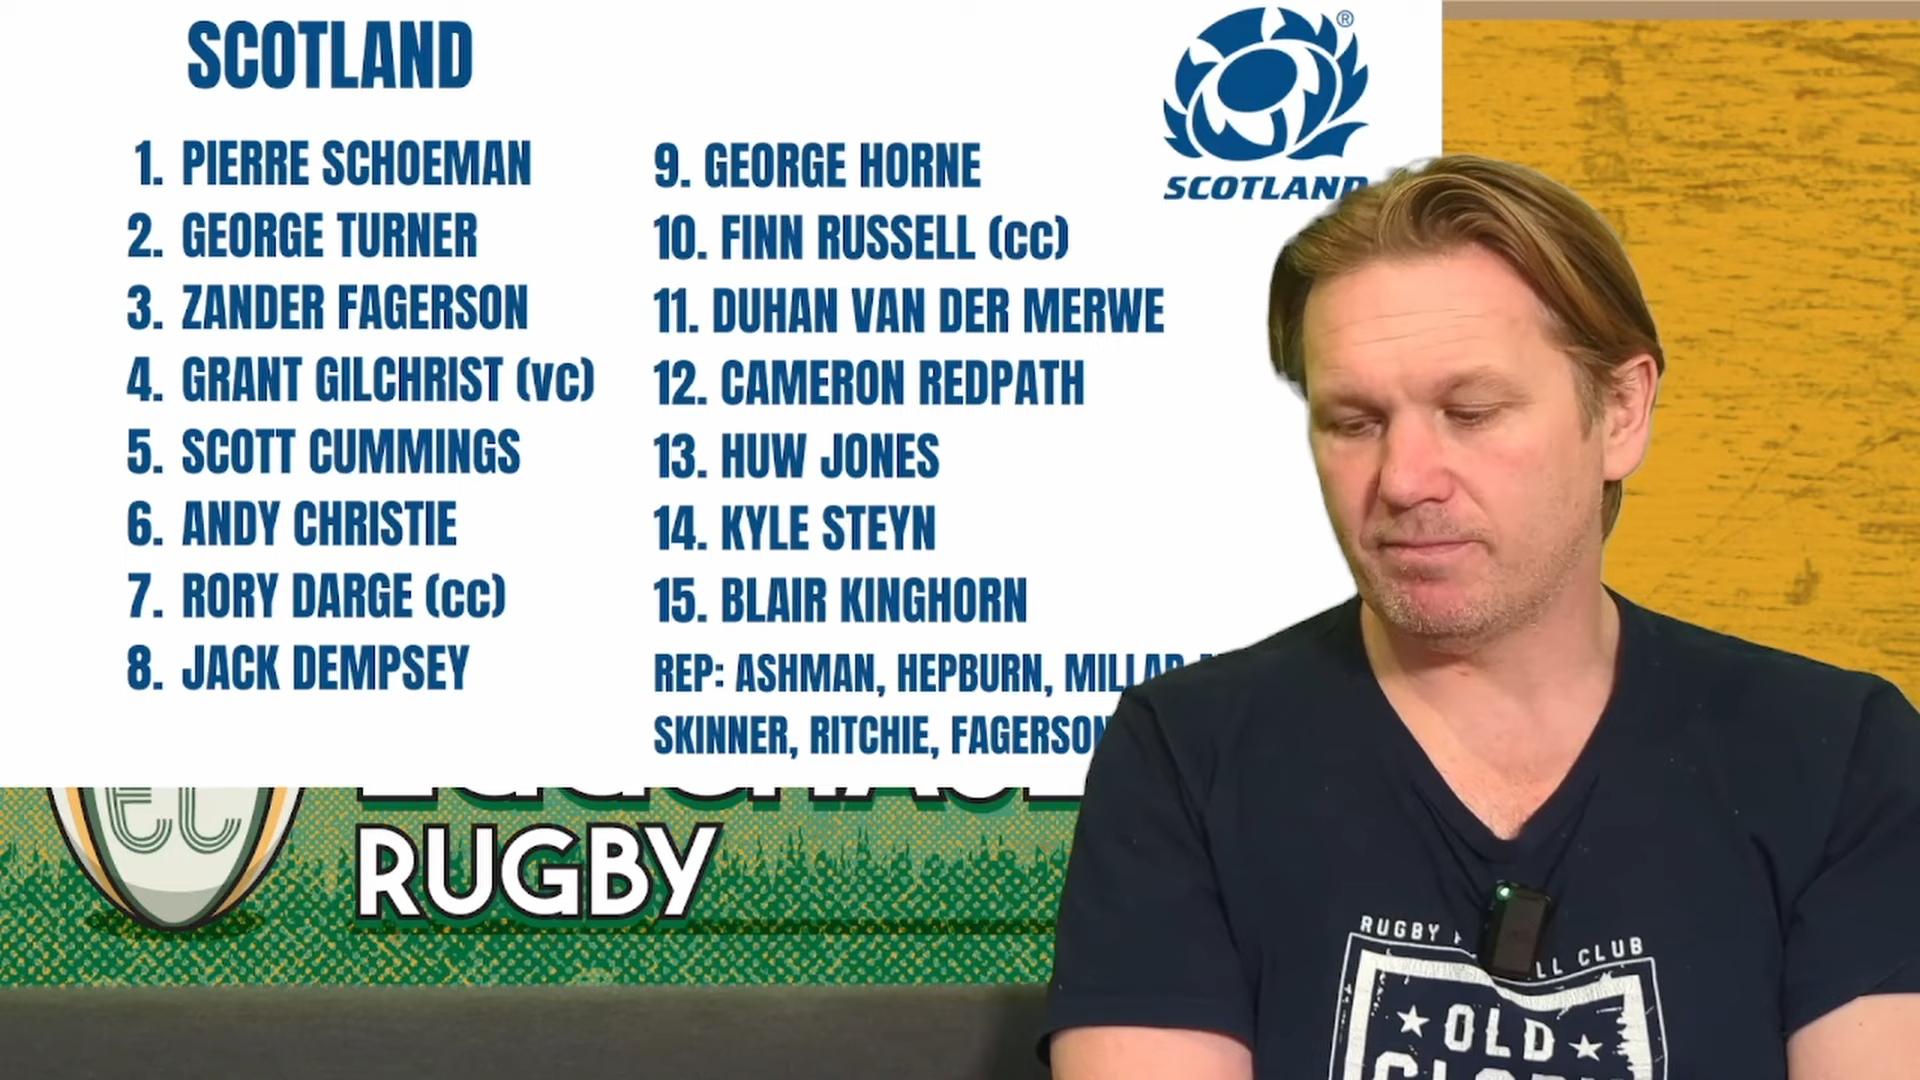 SCOTLAND
1. PIERRE SCHOEMAN
2. GEORGE TURNER
3. ZANDER FAGERSON
4. GRANT GILCHRIST (VC)
5. SCOTT CUMMINGS
6. ANDY CHRISTIE
7. RORY DARGE (CC)
8. JACK DEMPSEY
9. GEORGE HORNE
10. FINN RUSSELL (CC)
11. DUHAN VAN DER MERWE
12. CAMERON REDPATH
13. HUW JONES
14. KYLE STEYN
15. BLAIR KINGHORN
REP: ASHMAN, HEPBURN,
SKINNER, RITCHIE, FAGERSON
®
SCOTLAND
EC
RUGBY
RUGBY CLUB
OLD